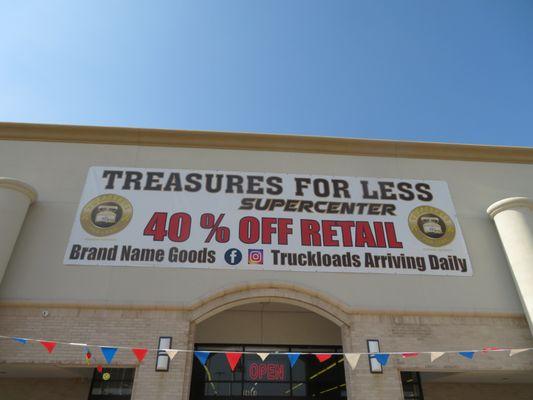 TREASURES FOR LESS
SUPERCENTER
40 % OFF RETAIL
Brand Name Goods
Truckloads Arriving Daily
OPEN